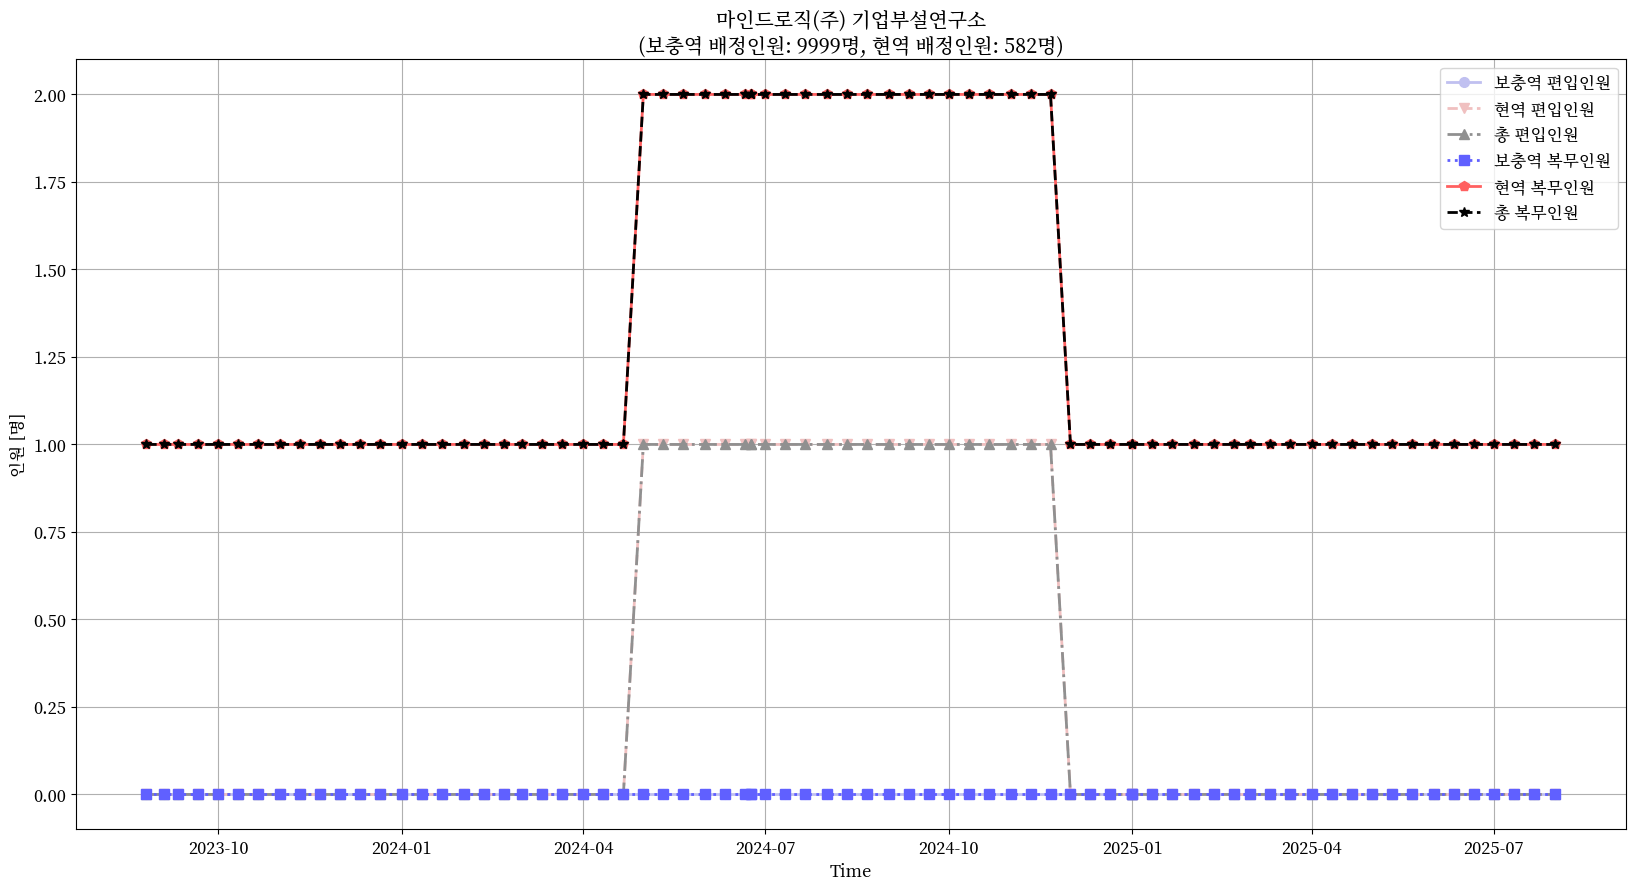 마인드로직(주) 기업부설연구소
(보충역 배정인원: 9999명, 현역 배정인원: 582명)
보충역 편입인원
현역 편입인원
총 편입인원
보충역 복무인원
현역 복무인원
총 복무인원
인원 [명]
2.00
1.75
1.50
1.25
1.00
0.75
0.50
0.25
0.00
2023-10
2024-01
2024-04
2024-07
2024-10
2025-01
2025-04
2025-07
Time